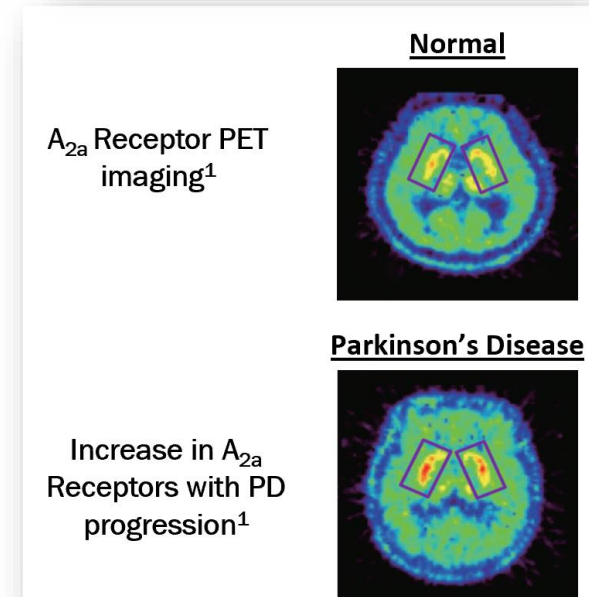 Normal
A2a Receptor PET
imaging1
Parkinson's Disease
Increase in A2a
Receptors with PD
progression1